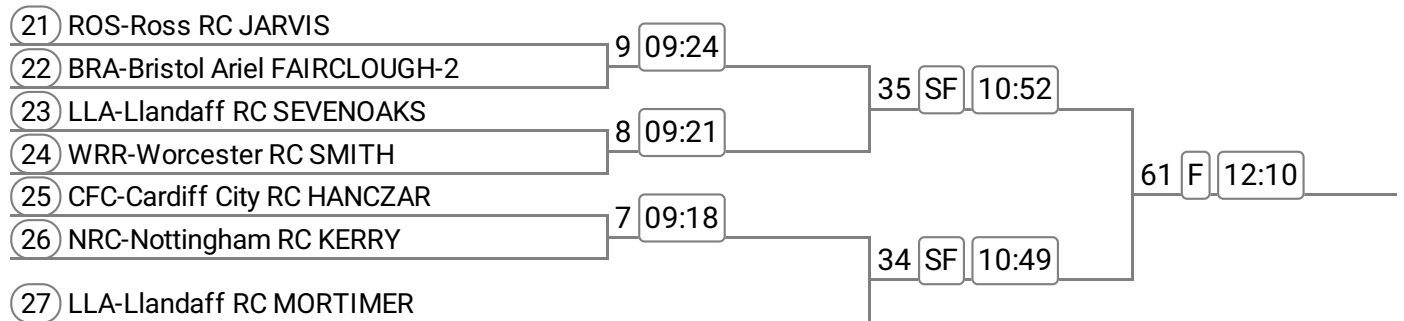 21 ROS-Ross RC JARVIS
9 09:24
22 BRA-Bristol Ariel FAIRCLOUGH-2
35 SF 10:52
23 LLA-Llandaff RC SEVENOAKS
8 09:21
24 WRR-Worcester RC SMITH
61 F 12:10
25 CFC-Cardiff City RC HANCZAR
7 09:18
26 NRC-Nottingham RC KERRY
34 SF 10:49
27 LLA-Llandaff RC MORTIMER